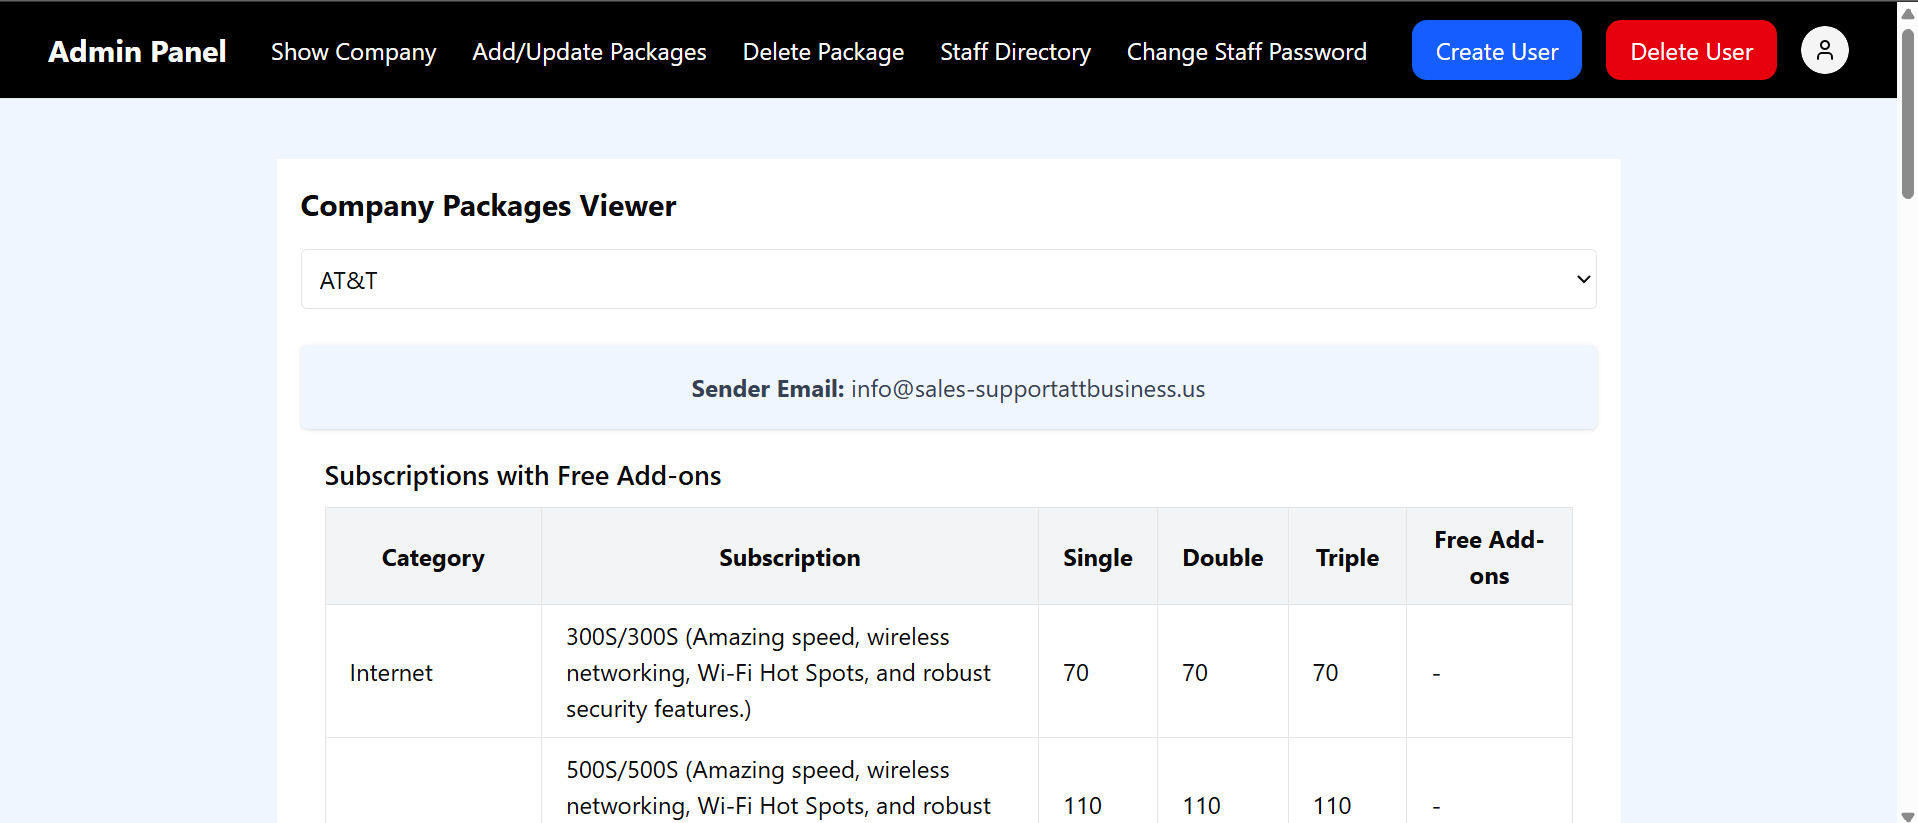 Admin Panel Show Company Add/Update Packages Delete Package Staff Directory Change Staff Password Create User Delete User
Company Packages Viewer
AT&T
Sender Email: info@sales-supportattbusiness.us
Subscriptions with Free Add-ons
Category Subscription Single Double Triple Free Add-
ons
300S/300S (Amazing speed, wireless
Internet networking, Wi-Fi Hot Spots, and robust 70 70 70 -
security features.)
500S/500S (Amazing speed, wireless
networking, Wi-Fi Hot Spots, and robust 110 110 110 -